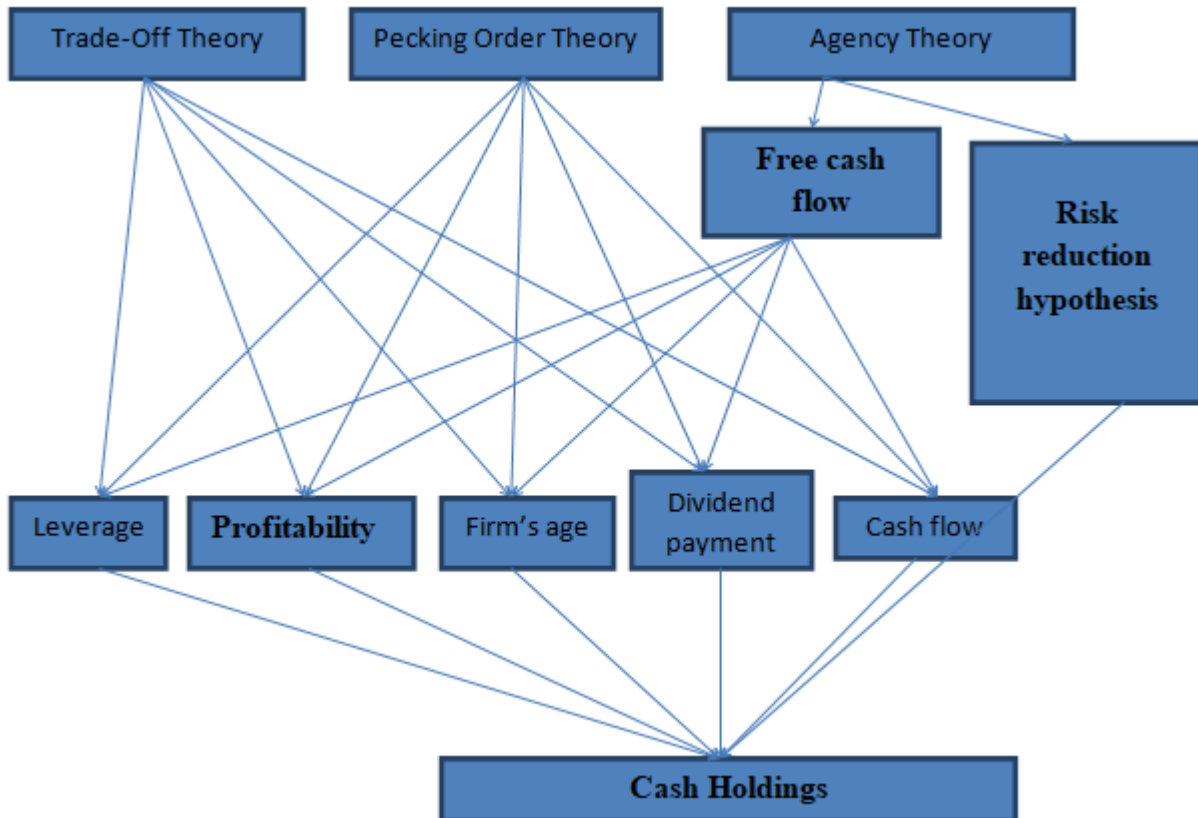 Trade-Off Theory
Pecking Order Theory
Agency Theory
Free cash
flow
Risk
reduction
hypothesis
Leverage
Profitability
Firm’s age
Dividend
payment
Cash flow
Cash Holdings